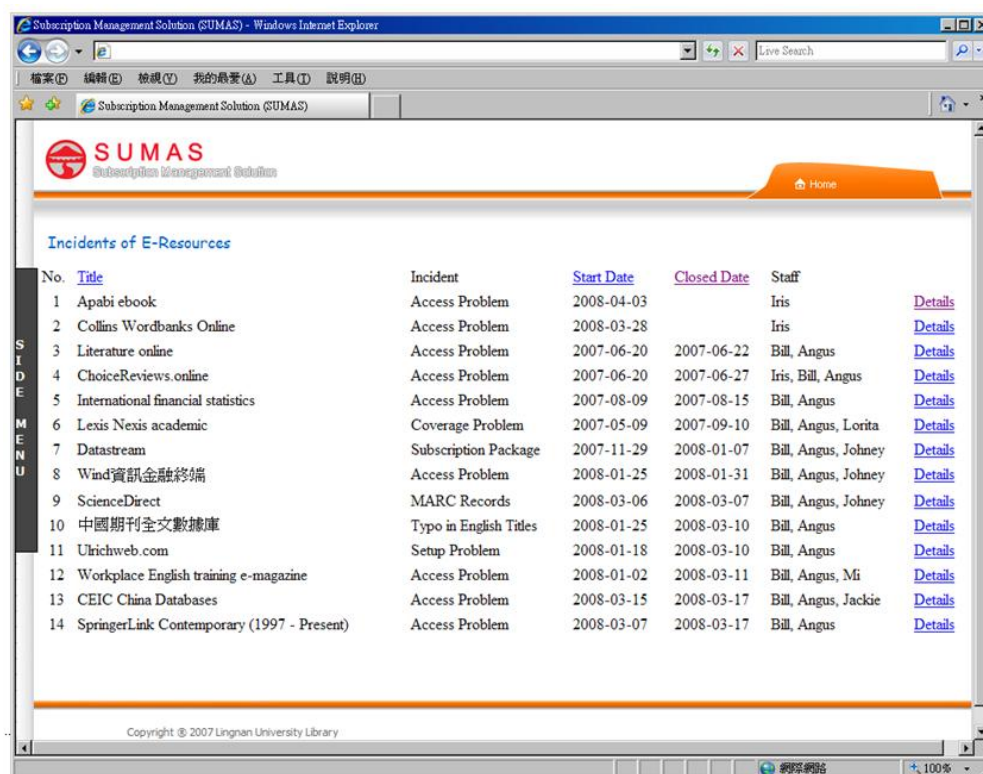 Subscription Management Solution (SUMAS) - Windows Internet Explorer
Live Search
檔案(F) 編輯(E) 檢視(V) 我的最愛(A) 工具(T) 說明(H)
Subscription Management Solution (SUMAS)
SUMAS
Subscription Management Solution
Home
Incidents of E-Resources
No. Title Incident Start Date Closed Date Staff
1 Apabi ebook Access Problem 2008-04-03 Iris Details
2 Collins Wordbanks Online Access Problem 2008-03-28 Iris Details
3 Literature online Access Problem 2007-06-20 2007-06-22 Bill, Angus Details
4 ChoiceReviews.online Access Problem 2007-06-20 2007-06-27 Iris, Bill, Angus Details
5 International financial statistics Access Problem 2007-08-09 2007-08-15 Bill, Angus Details
6 Lexis Nexis academic Coverage Problem 2007-05-09 2007-09-10 Bill, Angus, Lorita Details
7 Datastream Subscription Package 2007-11-29 2008-01-07 Bill, Angus, Johney Details
8 Wind資訊金融終端 Access Problem 2008-01-25 2008-01-31 Bill, Angus, Johney Details
9 ScienceDirect MARC Records 2008-03-06 2008-03-07 Bill, Angus, Johney Details
10 中國期刊全文數據庫 Typo in English Titles 2008-01-25 2008-03-10 Bill, Angus Details
11 Ulrichweb.com Setup Problem 2008-01-18 2008-03-10 Bill, Angus Details
12 Workplace English training e-magazine Access Problem 2008-01-02 2008-03-11 Bill, Angus, Mi Details
13 CEIC China Databases Access Problem 2008-03-15 2008-03-17 Bill, Angus, Jackie Details
14 SpringerLink Contemporary (1997 - Present) Access Problem 2008-03-07 2008-03-17 Bill, Angus Details
SIDE MENU
Copyright ® 2007 Lingnan University Library
網際網路 100%